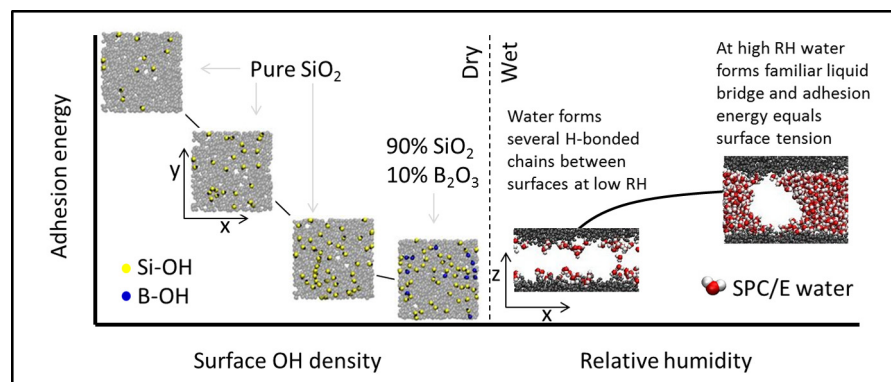 Adhesion energy
Pure SiO₂
90% SiO₂
10% B₂O₃
Si-OH
B-OH
y
x
Dry
Wet
Water forms
several H-bonded
chains between
surfaces at low RH
At high RH water
forms familiar liquid
bridge and adhesion
energy equals
surface tension
z
x
SPC/E water
Surface OH density
Relative humidity